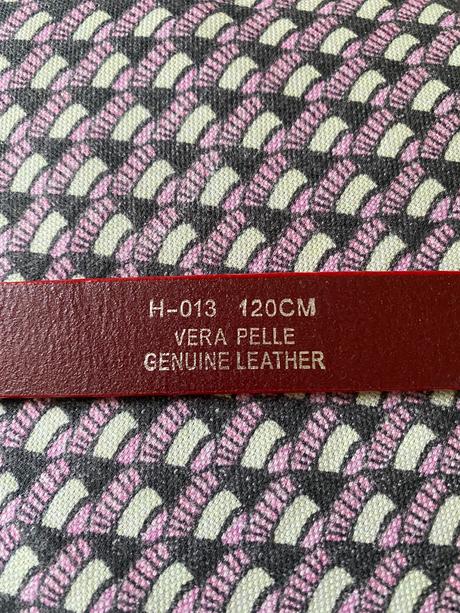 H-013 120CM
VERA PELLE
GENUINE LEATHER